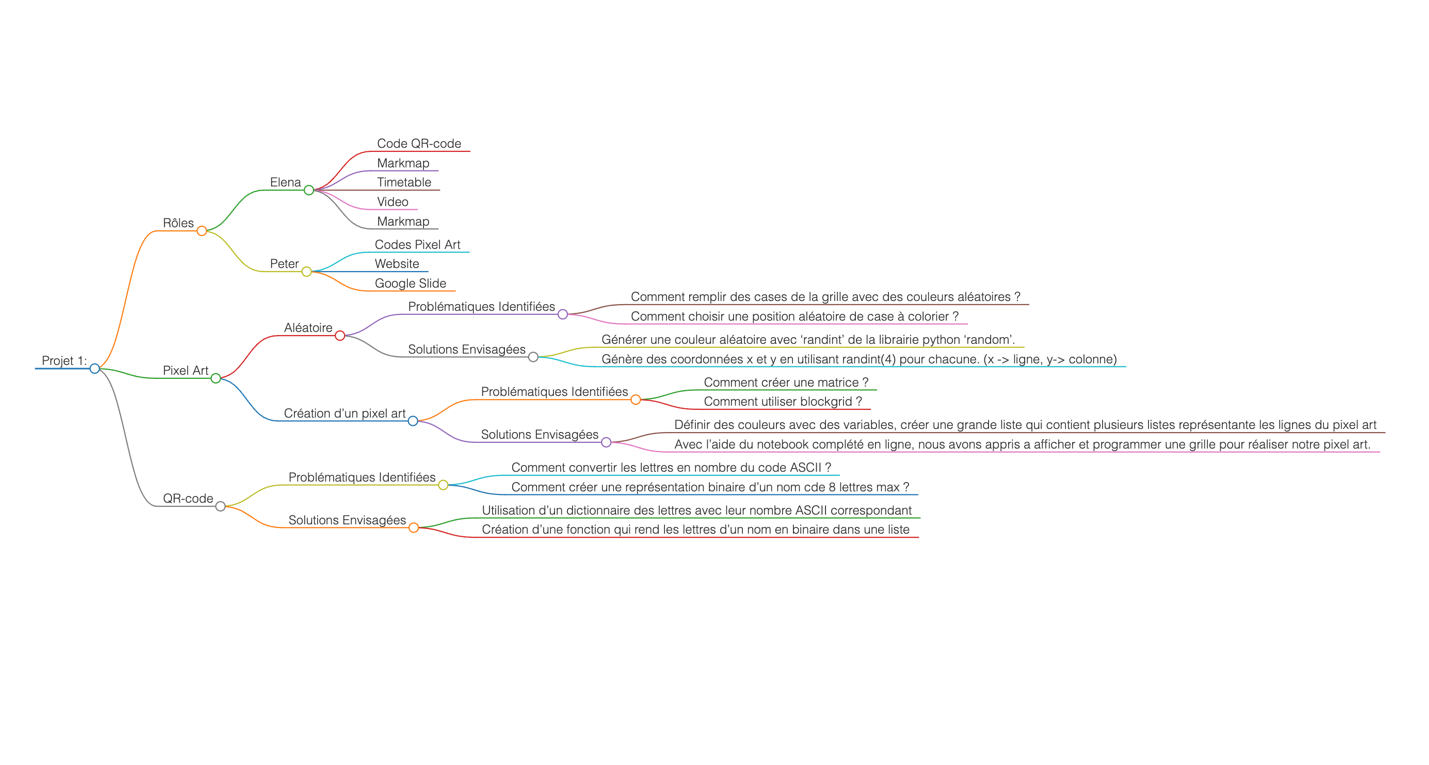 Projet 1:
Rôles
Elena
Code QR-code
Markmap
Timetable
Video
Markmap
Peter
Codes Pixel Art
Website
Google Slide
Pixel Art
Aléatoire
Problématiques Identifiées
Comment remplir des cases de la grille avec des couleurs aléatoires ?
Comment choisir une position aléatoire de case à colorier ?
Solutions Envisagées
Générer une couleur aléatoire avec ‘randint’ de la librairie python ‘random’.
Génère des coordonnées x et y en utilisant randint(4) pour chacune. (x -> ligne, y-> colonne)
Création d’un pixel art
Problématiques Identifiées
Comment créer une matrice ?
Comment utiliser blockgrid ?
Solutions Envisagées
Définir des couleurs avec des variables, créer une grande liste qui contient plusieurs listes représentante les lignes du pixel art
Avec l’aide du notebook complété en ligne, nous avons appris a afficher et programmer une grille pour réaliser notre pixel art.
QR-code
Problématiques Identifiées
Comment convertir les lettres en nombre du code ASCII ?
Comment créer une représentation binaire d’un nom cde 8 lettres max ?
Solutions Envisagées
Utilisation d’un dictionnaire des lettres avec leur nombre ASCII correspondant
Création d’une fonction qui rend les lettres d’un nom en binaire dans une liste